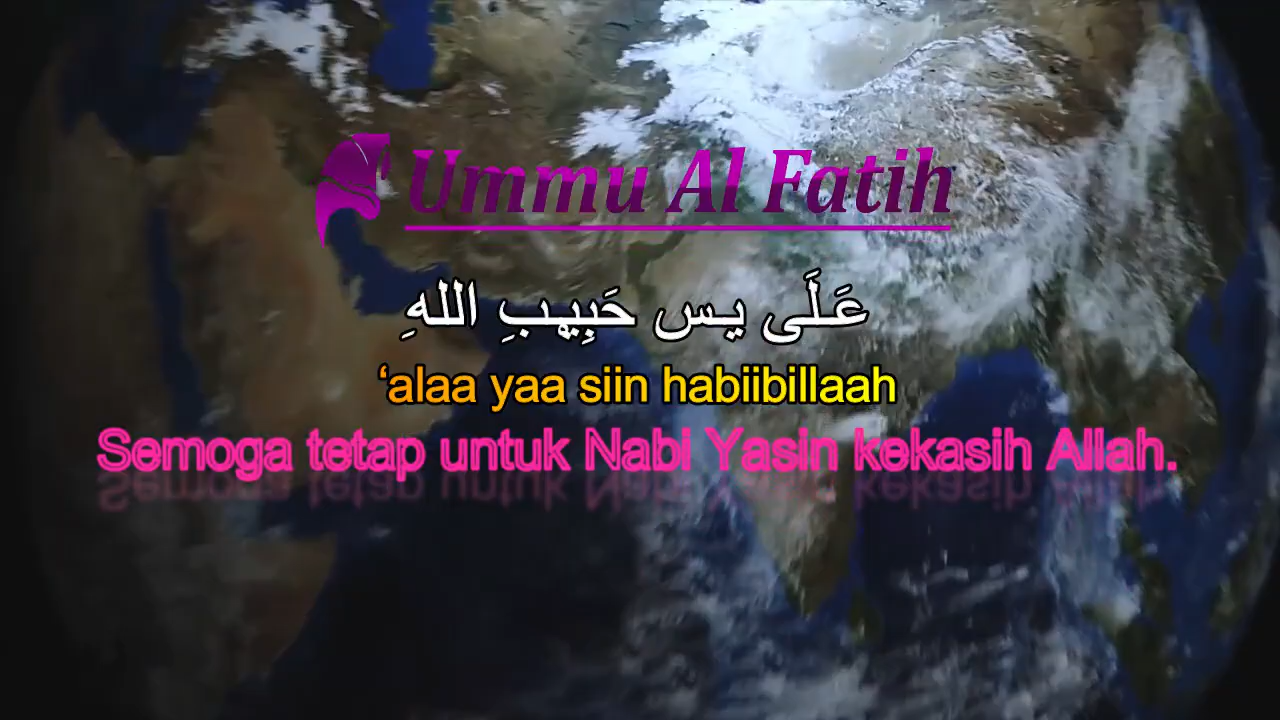 Ummu Al Fatih
عَلَى يس حَبِيبِ اللهِ
‘alaa yaa siin habiibillaah
Semoga tetap untuk Nabi Yasin kekasih Allah.